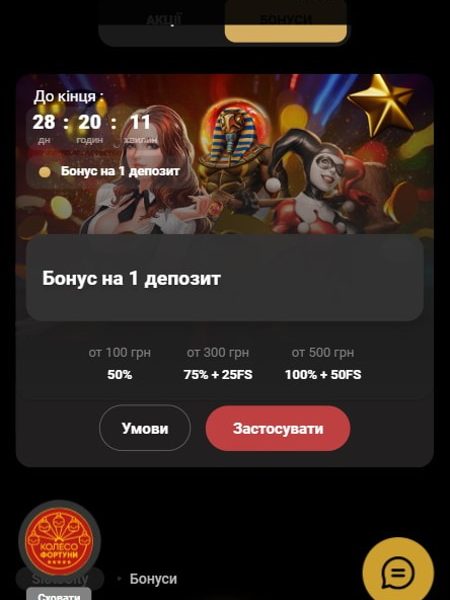 АКЦІЇ
БОНУСИ
До кінця :
28 : 20 : 11
дн годин хвилин
Бонус на 1 депозит
Бонус на 1 депозит
от 100 грн от 300 грн от 500 грн
50% 75% + 25FS 100% + 50FS
Умови
Застосувати
КОЛЕСО
ФОРТУНИ
SlotsCity • Бонуси
Сховати